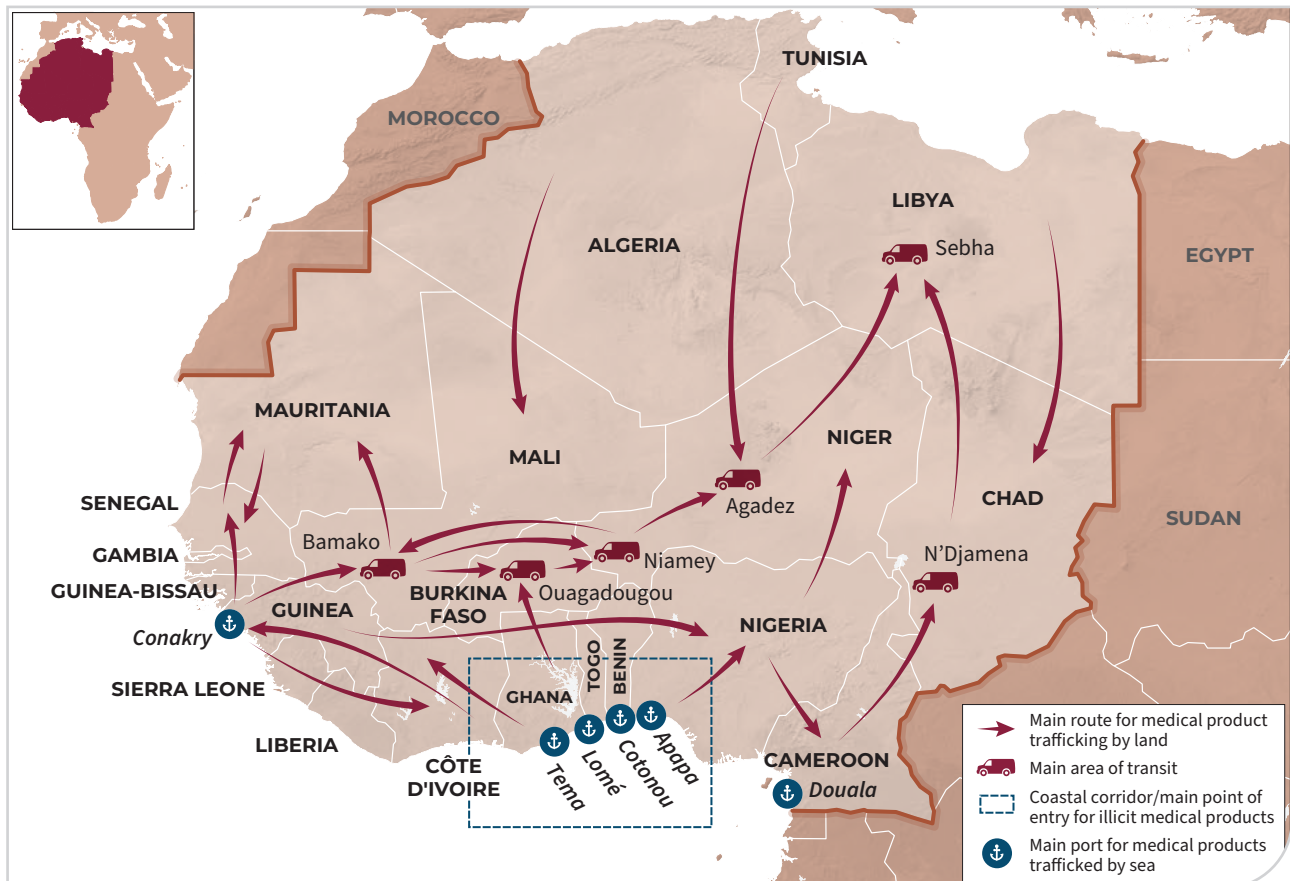 TUNISIA
MOROCCO
LIBYA
ALGERIA
Sebha
EGYPT
MAURITANIA
NIGER
MALI
SENEGAL
Agadez
CHAD
SUDAN
Bamako
GAMBIA
N'Djamena
Niamey
GUINEA-BISSAU
BURKINA
FASO
Ouagadougou
GUINEA
Conakry
NIGERIA
TOGO
BENIN
SIERRA LEONE
GHANA
LIBERIA
CÔTE
D'IVOIRE
Tema
Lomé
Cotonou
Apapa
CAMEROON
Douala
Main route for medical product
trafficking by land
Main area of transit
Coastal corridor/main point of
entry for illicit medical products
Main port for medical products
trafficked by sea